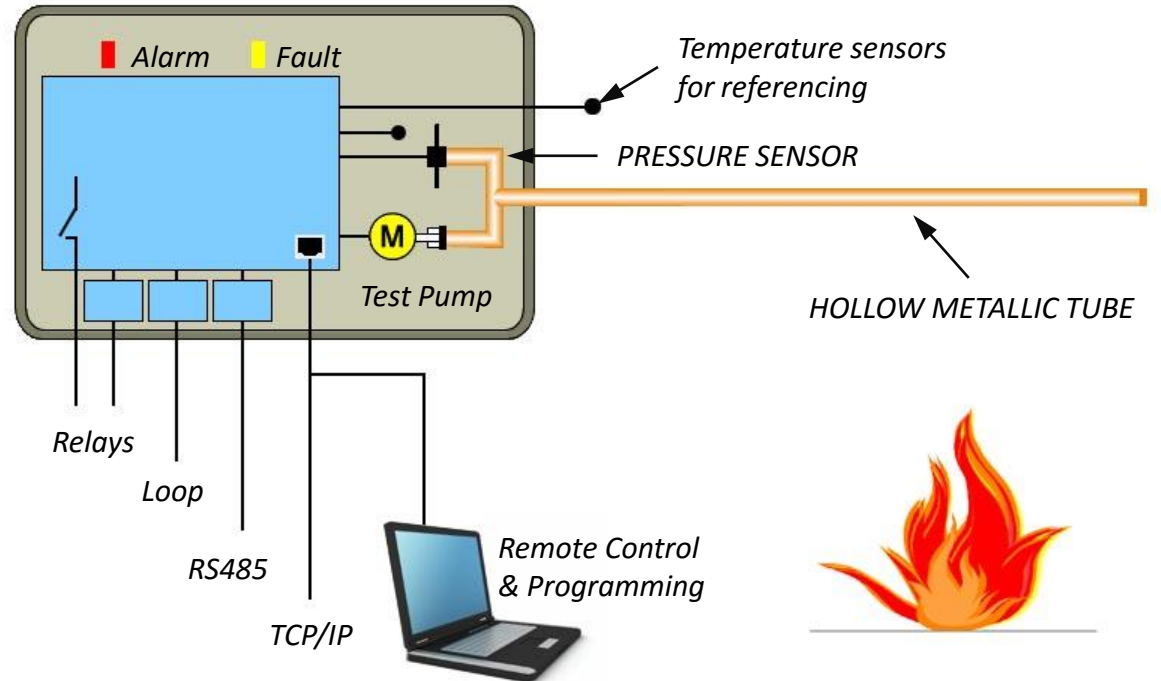 Alarm
Fault
Temperature sensors
for referencing
PRESSURE SENSOR
M
Test Pump
HOLLOW METALLIC TUBE
Relays
Loop
RS485
TCP/IP
Remote Control
& Programming